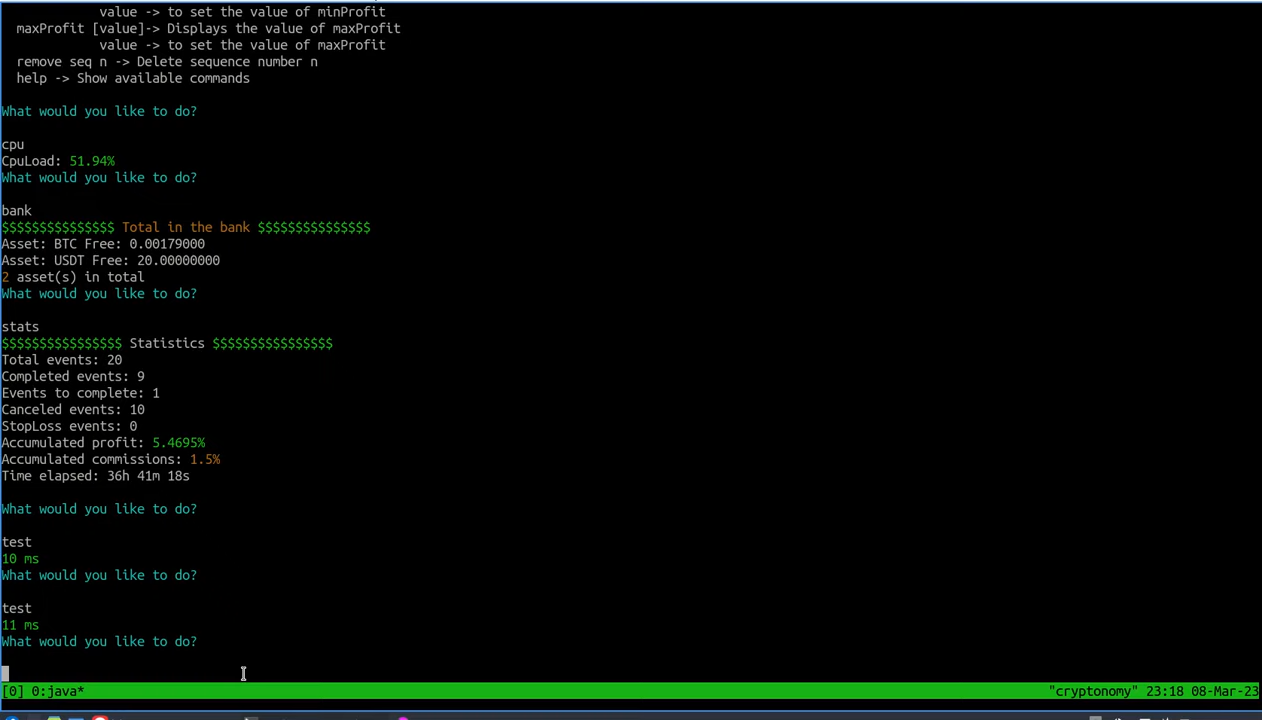 value -> to set the value of minProfit
maxProfit [value]-> Displays the value of maxProfit
value -> to set the value of maxProfit
remove seq n -> Delete sequence number n
help -> Show available commands
What would you like to do?
cpu
CpuLoad: 51.94%
What would you like to do?
bank
$$$$$$$$$$$$$$$ Total in the bank $$$$$$$$$$$$$$$
Asset: BTC Free: 0.00179000
Asset: USDT Free: 20.00000000
2 asset(s) in total
What would you like to do?
stats
$$$$$$$$$$$$$$$$ Statistics $$$$$$$$$$$$$$$$
Total events: 20
Completed events: 9
Events to complete: 1
Canceled events: 10
StopLoss events: 0
Accumulated profit: 5.4695%
Accumulated commissions: 1.5%
Time elapsed: 36h 41m 18s
What would you like to do?
test
10 ms
What would you like to do?
test
11 ms
What would you like to do?
[0] 0:java* "cryptonomy" 23:18 08-Mar-23